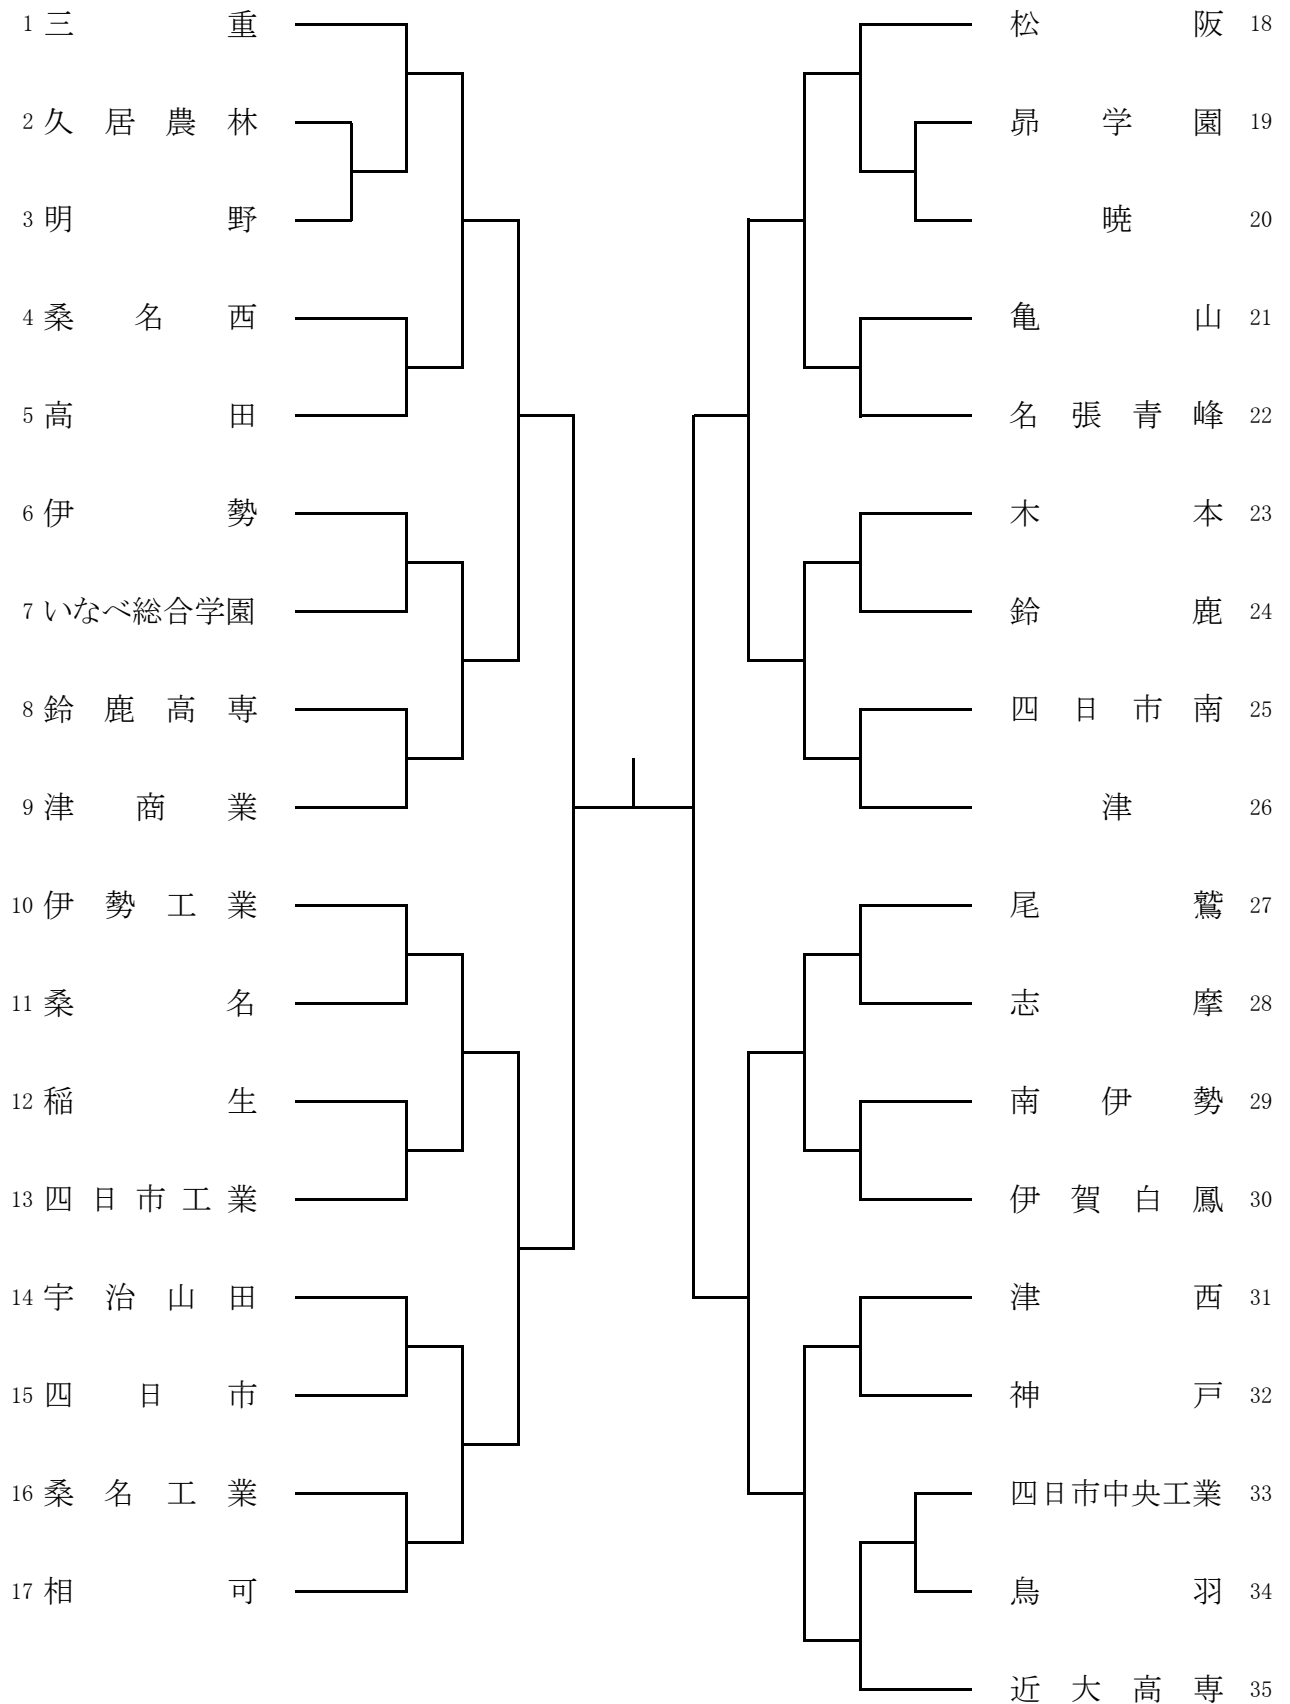 1 三重
2 久居農林
3 明野
4 桑名西
5 高田
6 伊勢
7 いなべ総合学園
8 鈴鹿高専
9 津商業
10 伊勢工業
11 桑名
12 稲生
13 四日市工業
14 宇治山田
15 四日市
16 桑名工業
17 相可
松阪 18
昴学園 19
暁 20
亀山 21
名張青峰 22
木本 23
鈴鹿 24
四日市南 25
津 26
尾鷲 27
志摩 28
南伊勢 29
伊賀白鳳 30
津西 31
神戸 32
四日市中央工業 33
鳥羽 34
近大高専 35